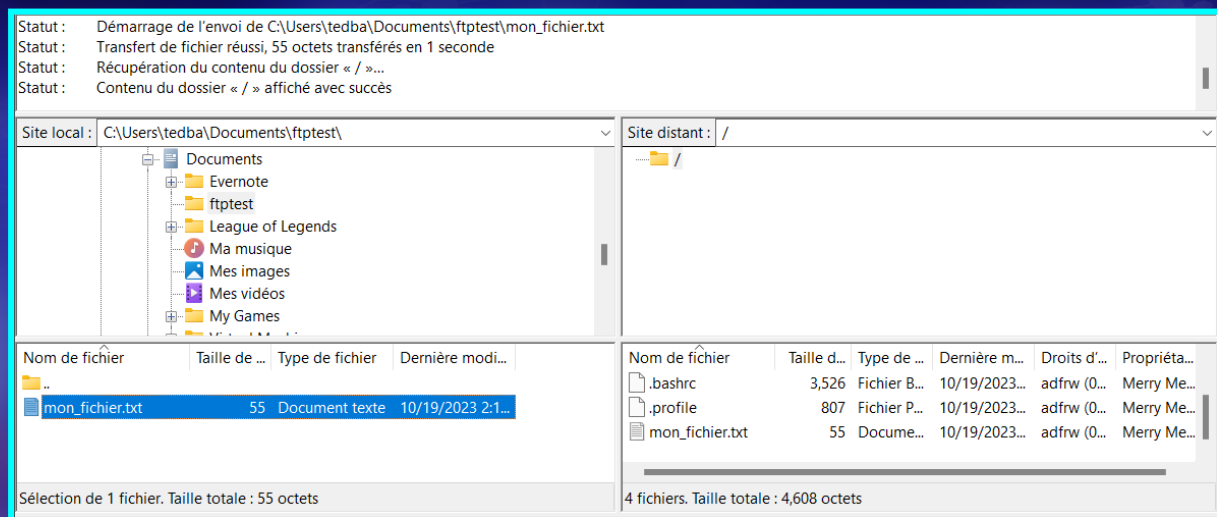 Statut : Démarrage de l'envoi de C:\Users\tedba\Documents\ftptest\mon_fichier.txt
Statut : Transfert de fichier réussi, 55 octets transférés en 1 seconde
Statut : Récupération du contenu du dossier « / »...
Statut : Contenu du dossier « / » affiché avec succès
Site local : C:\Users\tedba\Documents\ftptest\
Documents
Evernote
ftptest
League of Legends
Ma musique
Mes images
Mes vidéos
My Games
Site distant : /
/
Nom de fichier Taille de ... Type de fichier Dernière modi...
..
mon_fichier.txt 55 Document texte 10/19/2023 2:1...
Sélection de 1 fichier. Taille totale : 55 octets
Nom de fichier Taille d... Type de ... Dernière m... Droits d'... Propriéta...
.bashrc 3,526 Fichier B... 10/19/2023... adfrw (0... Merry Me...
.profile 807 Fichier P... 10/19/2023... adfrw (0... Merry Me...
mon_fichier.txt 55 Docume... 10/19/2023... adfrw (0... Merry Me...
4 fichiers. Taille totale : 4,608 octets